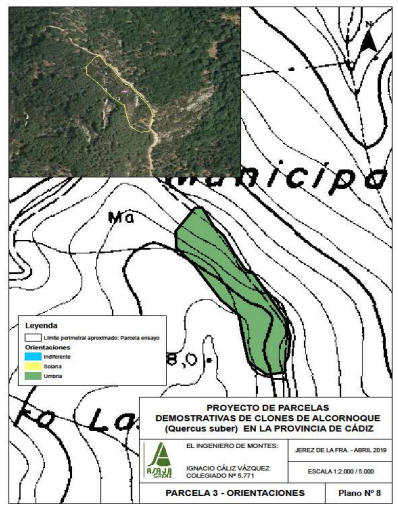 N
Municipa
Ma
8,0
to La
Leyenda
Límite perimetral aproximado: Parcela ensayo
Orientaciones
Indiferente
Solana
Umbría
PROYECTO DE PARCELAS
DEMOSTRATIVAS DE CLONES DE ALCORNOQUE
(Quercus suber) EN LA PROVINCIA DE CÁDIZ
ASAJA
CÁDIZ
EL INGENIERO DE MONTES:
IGNACIO CÁLIZ VÁZQUEZ
COLEGIADO Nº 5.771
JEREZ DE LA FRA. - ABRIL 2019
ESCALA 1:2.000 / 5.000
PARCELA 3 - ORIENTACIONES
Plano Nº 8